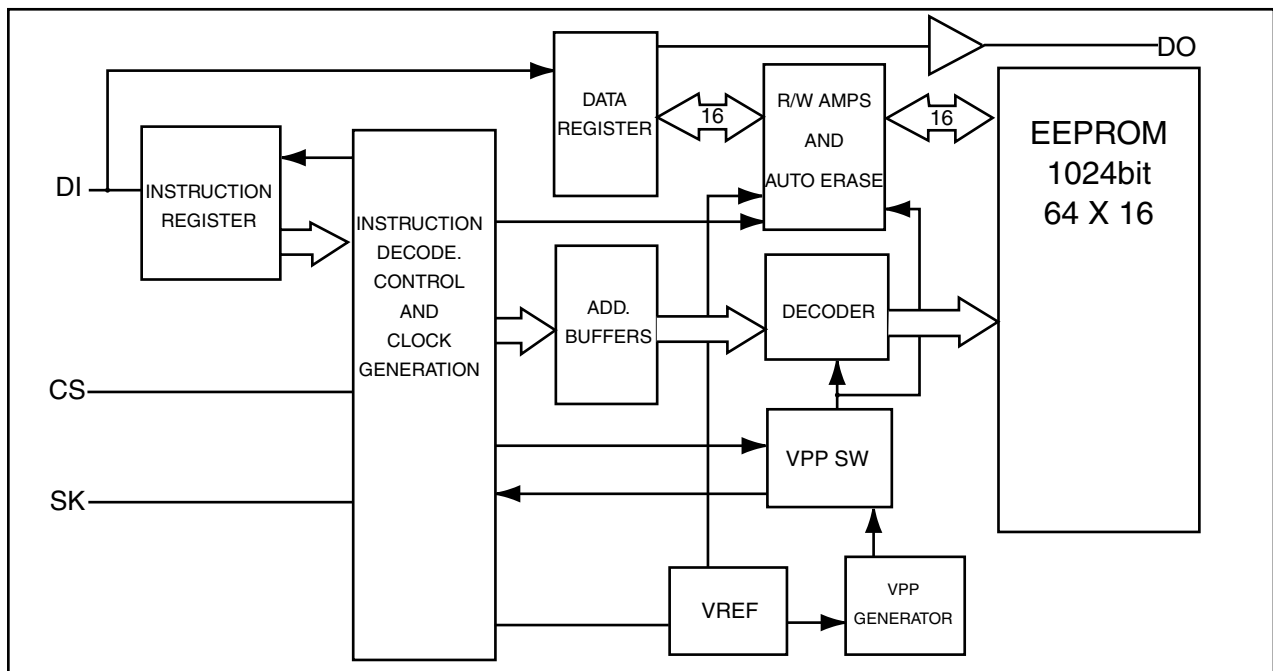 DO
DATA
REGISTER
16
R/W AMPS
AND
AUTO ERASE
16
EEPROM
1024bit
64 X 16
DI
INSTRUCTION
REGISTER
INSTRUCTION
DECODE.
CONTROL
AND
CLOCK
GENERATION
ADD.
BUFFERS
DECODER
CS
VPP SW
SK
VREF
VPP
GENERATOR